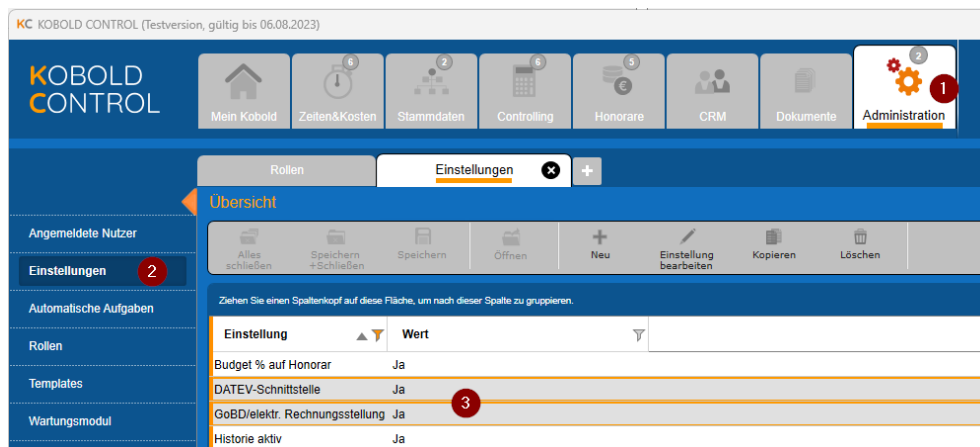 KC KOBOLD CONTROL (Testversion, gültig bis 06.08.2023)
KOBOLD
CONTROL
6 2 6 5 2
1
Mein Kobold Zeiten&Kosten Stammdaten Controlling Honorare CRM Dokumente Administration
Rollen Einstellungen
Übersicht
Angemeldete Nutzer
Einstellungen 2
Automatische Aufgaben
Rollen
Templates
Wartungsmodul
Alles
schließen
Speichern
+Schließen
Speichern
Öffnen
Neu
Einstellung
bearbeiten
Kopieren
Löschen
Ziehen Sie einen Spaltenkopf auf diese Fläche, um nach dieser Spalte zu gruppieren.
Einstellung Wert
Budget % auf Honorar Ja
DATEV-Schnittstelle Ja
3
GoBD/elektr. Rechnungsstellung Ja
Historie aktiv Ja